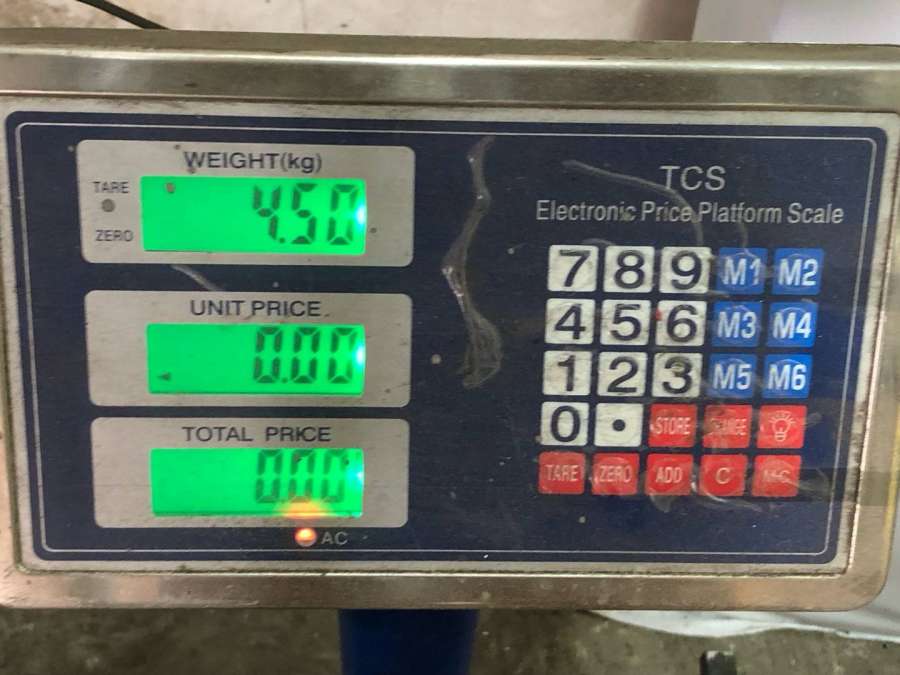 WEIGHT(kg)
TARE
4.50
ZERO
UNIT PRICE
0.00
TOTAL PRICE
0.00
AC
TCS
Electronic Price Platform Scale
7 8 9 M1 M2
4 5 6 M3 M4
1 2 3 M5 M6
0 . STORE CHANGE
TARE ZERO ADD C